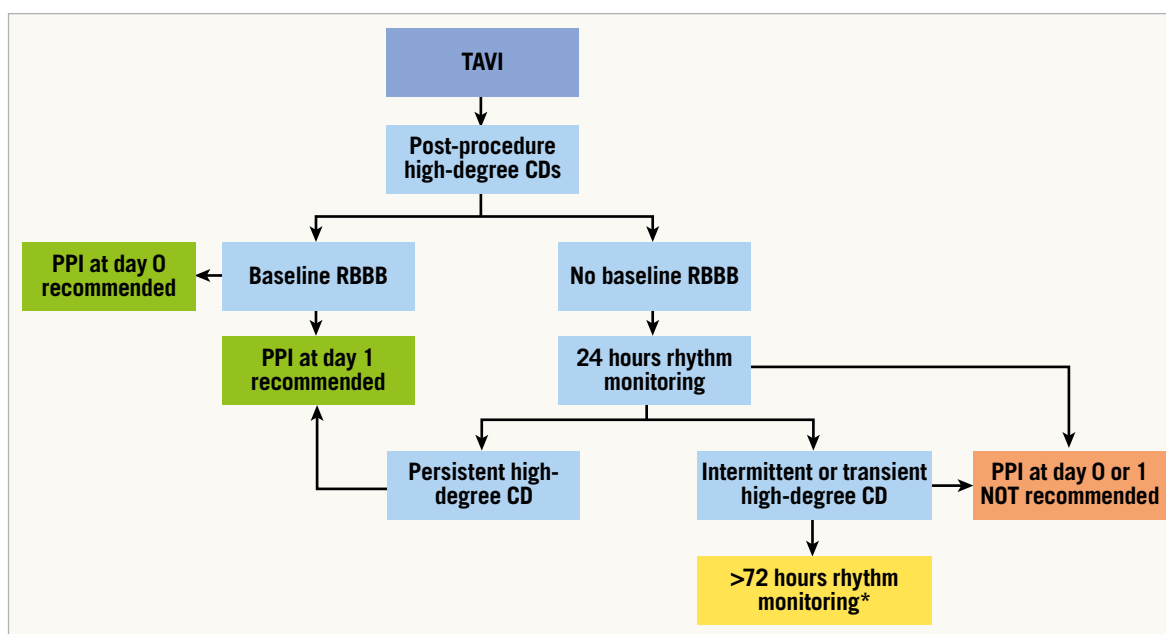 TAVI
Post-procedure
high-degree CDs
PPI at day 0
recommended
Baseline RBBB
No baseline RBBB
PPI at day 1
recommended
24 hours rhythm
monitoring
Persistent high-
degree CD
Intermittent or transient
high-degree CD
PPI at day 0 or 1
NOT recommended
>72 hours rhythm
monitoring*